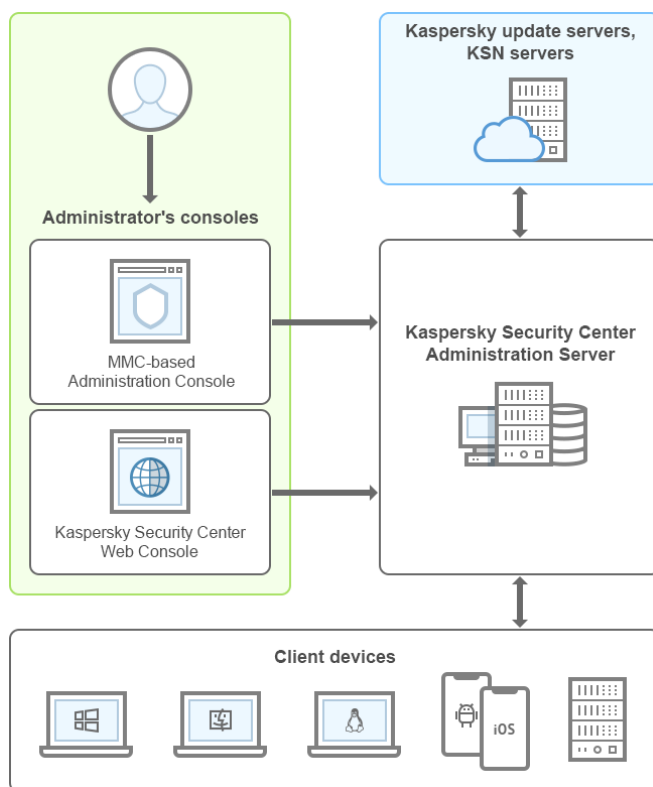 Kaspersky update servers,
KSN servers
Administrator's consoles
MMC-based
Administration Console
Kaspersky Security Center
Administration Server
Kaspersky Security Center
Web Console
Client devices
iOS